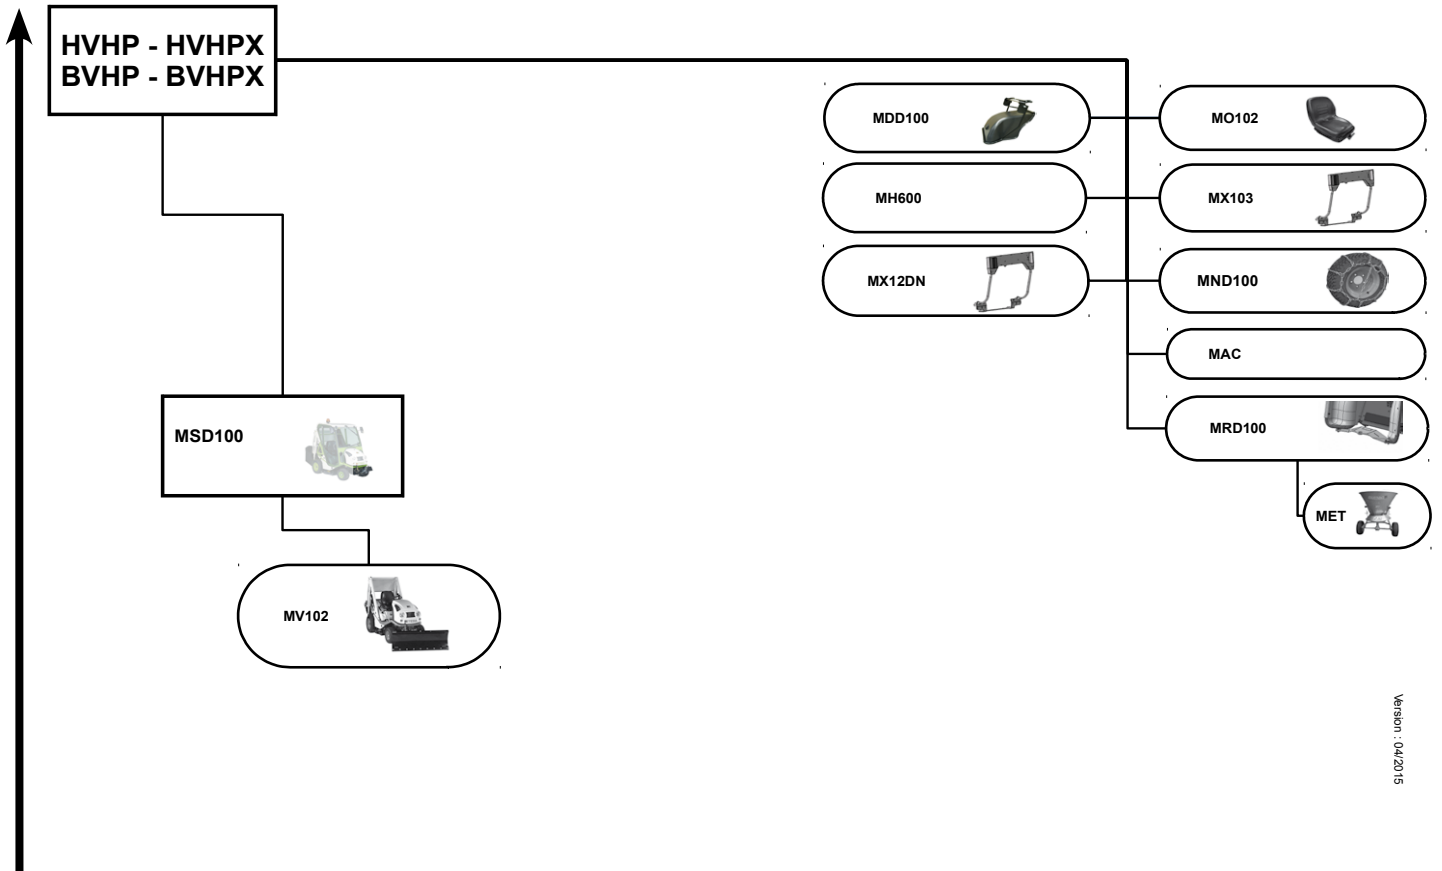 HVHP - HVHPX
BVHP - BVHPX
MDD100
MO102
MH600
MX103
MX12DN
MND100
MAC
MRD100
MSD100
MET
MV102
Version : 04/2015